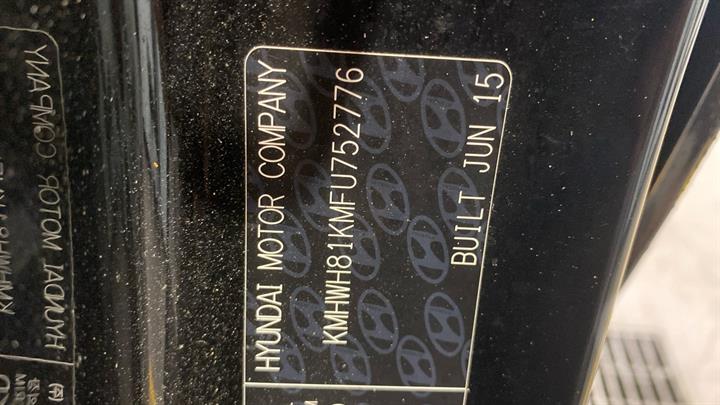 HYUNDAI MOTOR COMPANY
KMHWH81KMFU752776
BUILT JUN 15